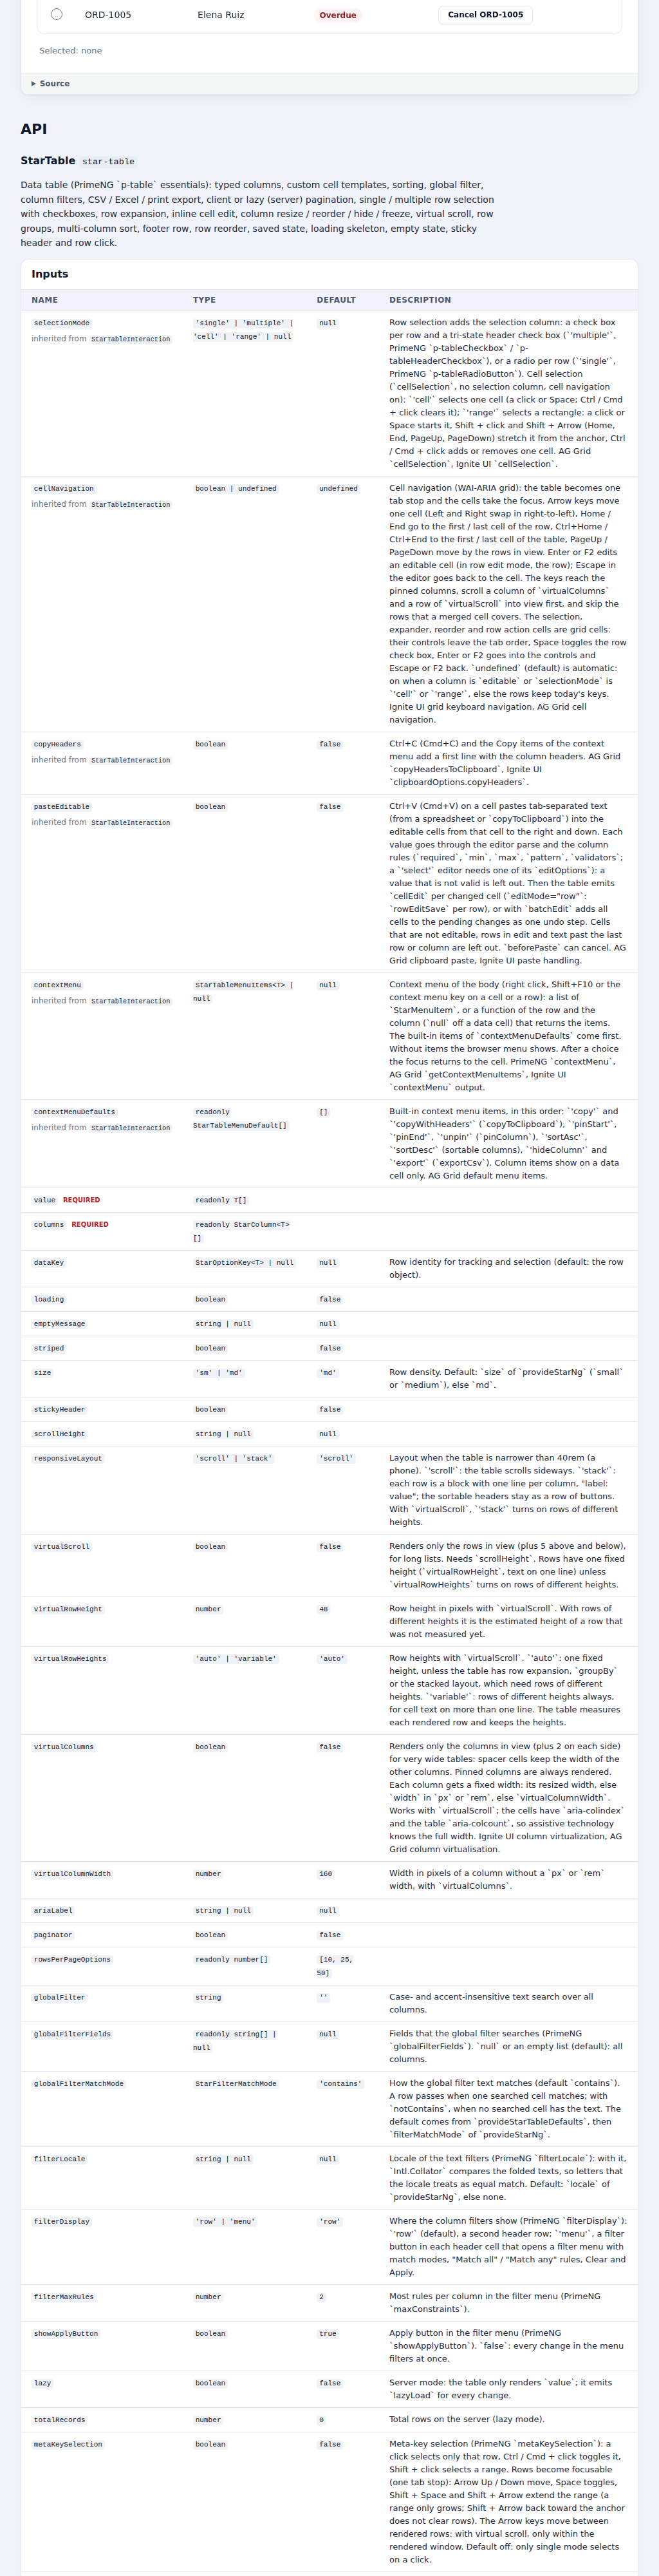 ORD-1005 Elena Ruiz Overdue Cancel ORD-1005
Selected: none
▶ Source
API
StarTable star-table
Data table (PrimeNG `p-table` essentials): typed columns, custom cell templates, sorting, global filter,
column filters, CSV / Excel / print export, client or lazy (server) pagination, single / multiple row selection
with checkboxes, row expansion, inline cell edit, column resize / reorder / hide / freeze, virtual scroll, row
groups, multi-column sort, footer row, row reorder, saved state, loading skeleton, empty state, sticky
header and row click.
Inputs
NAME TYPE DEFAULT DESCRIPTION
selectionMode
inherited from StarTableInteraction
'single' | 'multiple' |
'cell' | 'range' | null
null
Row selection adds the selection column: a check box
per row and a tri-state header check box (`'multiple'`,
PrimeNG `p-tableCheckbox` / `p-
tableHeaderCheckbox`), or a radio per row (`'single'`,
PrimeNG `p-tableRadioButton`). Cell selection
(`cellSelection`, no selection column, cell navigation
on): `'cell'` selects one cell (a click or Space; Ctrl / Cmd
+ click clears it); `'range'` selects a rectangle: a click or
Space starts it, Shift + click and Shift + Arrow (Home,
End, PageUp, PageDown) stretch it from the anchor, Ctrl
/ Cmd + click adds or removes one cell. AG Grid
`cellSelection`, Ignite UI `cellSelection`.
cellNavigation
inherited from StarTableInteraction
boolean | undefined
undefined
Cell navigation (WAI-ARIA grid): the table becomes one
tab stop and the cells take the focus. Arrow keys move
one cell (Left and Right swap in right-to-left), Home /
End go to the first / last cell of the row, Ctrl+Home /
Ctrl+End to the first / last cell of the table, PageUp /
PageDown move by the rows in view. Enter or F2 edits
an editable cell (in row edit mode, the row); Escape in
the editor goes back to the cell. The keys reach the
pinned columns, scroll a column of `virtualColumns`
and a row of `virtualScroll` into view first, and skip the
rows that a merged cell covers. The selection,
expander, reorder and row action cells are grid cells:
their controls leave the tab order, Space toggles the row
check box, Enter or F2 goes into the controls and
Escape or F2 back. `undefined` (default) is automatic:
on when a column is `editable` or `selectionMode` is
`'cell'` or `'range'`, else the rows keep today's keys.
Ignite UI grid keyboard navigation, AG Grid cell
navigation.
copyHeaders
inherited from StarTableInteraction
boolean
false
Ctrl+C (Cmd+C) and the Copy items of the context
menu add a first line with the column headers. AG Grid
`copyHeadersToClipboard`, Ignite UI
`clipboardOptions.copyHeaders`.
pasteEditable
inherited from StarTableInteraction
boolean
false
Ctrl+V (Cmd+V) on a cell pastes tab-separated text
(from a spreadsheet or `copyToClipboard`) into the
editable cells from that cell to the right and down. Each
value goes through the editor parse and the column
rules (`required`, `min`, `max`, `pattern`, `validators`;
a `'select'` editor needs one of its `editOptions`): a
value that is not valid is left out. Then the table emits
`cellEdit` per changed cell (`editMode="row"`:
`rowEditSave` per row), or with `batchEdit` adds all
cells to the pending changes as one undo step. Cells
that are not editable, rows in edit and text past the last
row or column are left out. `beforePaste` can cancel. AG
Grid clipboard paste, Ignite UI paste handling.
contextMenu
inherited from StarTableInteraction
StarTableMenuItems<T> |
null
null
Context menu of the body (right click, Shift+F10 or the
context menu key on a cell or a row): a list of
`StarMenuItem`, or a function of the row and the
column (`null` off a data cell) that returns the items.
The built-in items of `contextMenuDefaults` come first.
Without items the browser menu shows. After a choice
the focus returns to the cell. PrimeNG `contextMenu`,
AG Grid `getContextMenuItems`, Ignite UI
`contextMenu` output.
contextMenuDefaults
inherited from StarTableInteraction
readonly
StarTableMenuDefault[]
[]
Built-in context menu items, in this order: `'copy'` and
`'copyWithHeaders'` (`copyToClipboard`), `'pinStart'`,
`'pinEnd'`, `'unpin'` (`pinColumn`), `'sortAsc'`,
`'sortDesc'` (sortable columns), `'hideColumn'` and
`'export'` (`exportCsv`). Column items show on a data
cell only. AG Grid default menu items.
value REQUIRED readonly T[]
columns REQUIRED readonly StarColumn<T>
[]
dataKey StarOptionKey<T> | null null Row identity for tracking and selection (default: the row
object).
loading boolean false
emptyMessage string | null null
striped boolean false
size 'sm' | 'md' 'md' Row density. Default: `size` of `provideStarNg` (`small`
or `medium`), else `md`.
stickyHeader boolean false
scrollHeight string | null null
responsiveLayout 'scroll' | 'stack' 'scroll' Layout when the table is narrower than 40rem (a
phone). `'scroll'`: the table scrolls sideways. `'stack'`:
each row is a block with one line per column, "label:
value"; the sortable headers stay as a row of buttons.
With `virtualScroll`, `'stack'` turns on rows of different
heights.
virtualScroll boolean false Renders only the rows in view (plus 5 above and below),
for long lists. Needs `scrollHeight`. Rows have one fixed
height (`virtualRowHeight`, text on one line) unless
`virtualRowHeights` turns on rows of different heights.
virtualRowHeight number 48 Row height in pixels with `virtualScroll`. With rows of
different heights it is the estimated height of a row that
was not measured yet.
virtualRowHeights 'auto' | 'variable' 'auto' Row heights with `virtualScroll`. `'auto'`: one fixed
height, unless the table has row expansion, `groupBy`
or the stacked layout, which need rows of different
heights. `'variable'`: rows of different heights always,
for cell text on more than one line. The table measures
each rendered row and keeps the heights.
virtualColumns boolean false Renders only the columns in view (plus 2 on each side)
for very wide tables: spacer cells keep the width of the
other columns. Pinned columns are always rendered.
Each column gets a fixed width: its resized width, else
`width` in `px` or `rem`, else `virtualColumnWidth`.
Works with `virtualScroll`; the cells have `aria-colindex`
and the table `aria-colcount`, so assistive technology
knows the full width. Ignite UI column virtualization, AG
Grid column virtualisation.
virtualColumnWidth number 160 Width in pixels of a column without a `px` or `rem`
width, with `virtualColumns`.
ariaLabel string | null null
paginator boolean false
rowsPerPageOptions readonly number[] [10, 25,
50]
globalFilter string '' Case- and accent-insensitive text search over all
columns.
globalFilterFields readonly string[] |
null
null
Fields that the global filter searches (PrimeNG
`globalFilterFields`). `null` or an empty list (default): all
columns.
globalFilterMatchMode StarFilterMatchMode 'contains' How the global filter text matches (default `contains`).
A row passes when one searched cell matches; with
`notContains`, when no searched cell has the text. The
default comes from `provideStarTableDefaults`, then
`filterMatchMode` of `provideStarNg`.
filterLocale string | null null Locale of the text filters (PrimeNG `filterLocale`): with it,
`Intl.Collator` compares the folded texts, so letters that
the locale treats as equal match. Default: `locale` of
`provideStarNg`, else none.
filterDisplay 'row' | 'menu' 'row' Where the column filters show (PrimeNG `filterDisplay`):
`'row'` (default), a second header row; `'menu'`, a filter
button in each header cell that opens a filter menu with
match modes, "Match all" / "Match any" rules, Clear and
Apply.
filterMaxRules number 2 Most rules per column in the filter menu (PrimeNG
`maxConstraints`).
showApplyButton boolean true Apply button in the filter menu (PrimeNG
`showApplyButton`). `false`: every change in the menu
filters at once.
lazy boolean false Server mode: the table only renders `value`; it emits
`lazyLoad` for every change.
totalRecords number 0 Total rows on the server (lazy mode).
metaKeySelection boolean false Meta-key selection (PrimeNG `metaKeySelection`): a
click selects only that row, Ctrl / Cmd + click toggles it,
Shift + click selects a range. Rows become focusable
(one tab stop): Arrow Up / Down move, Space toggles,
Shift + Space and Shift + Arrow extend the range (a
range only grows; Shift + Arrow back toward the anchor
does not clear rows). The Arrow keys move between
rendered rows: with virtual scroll, only within the
rendered window. Default off: only single mode selects
on a click.